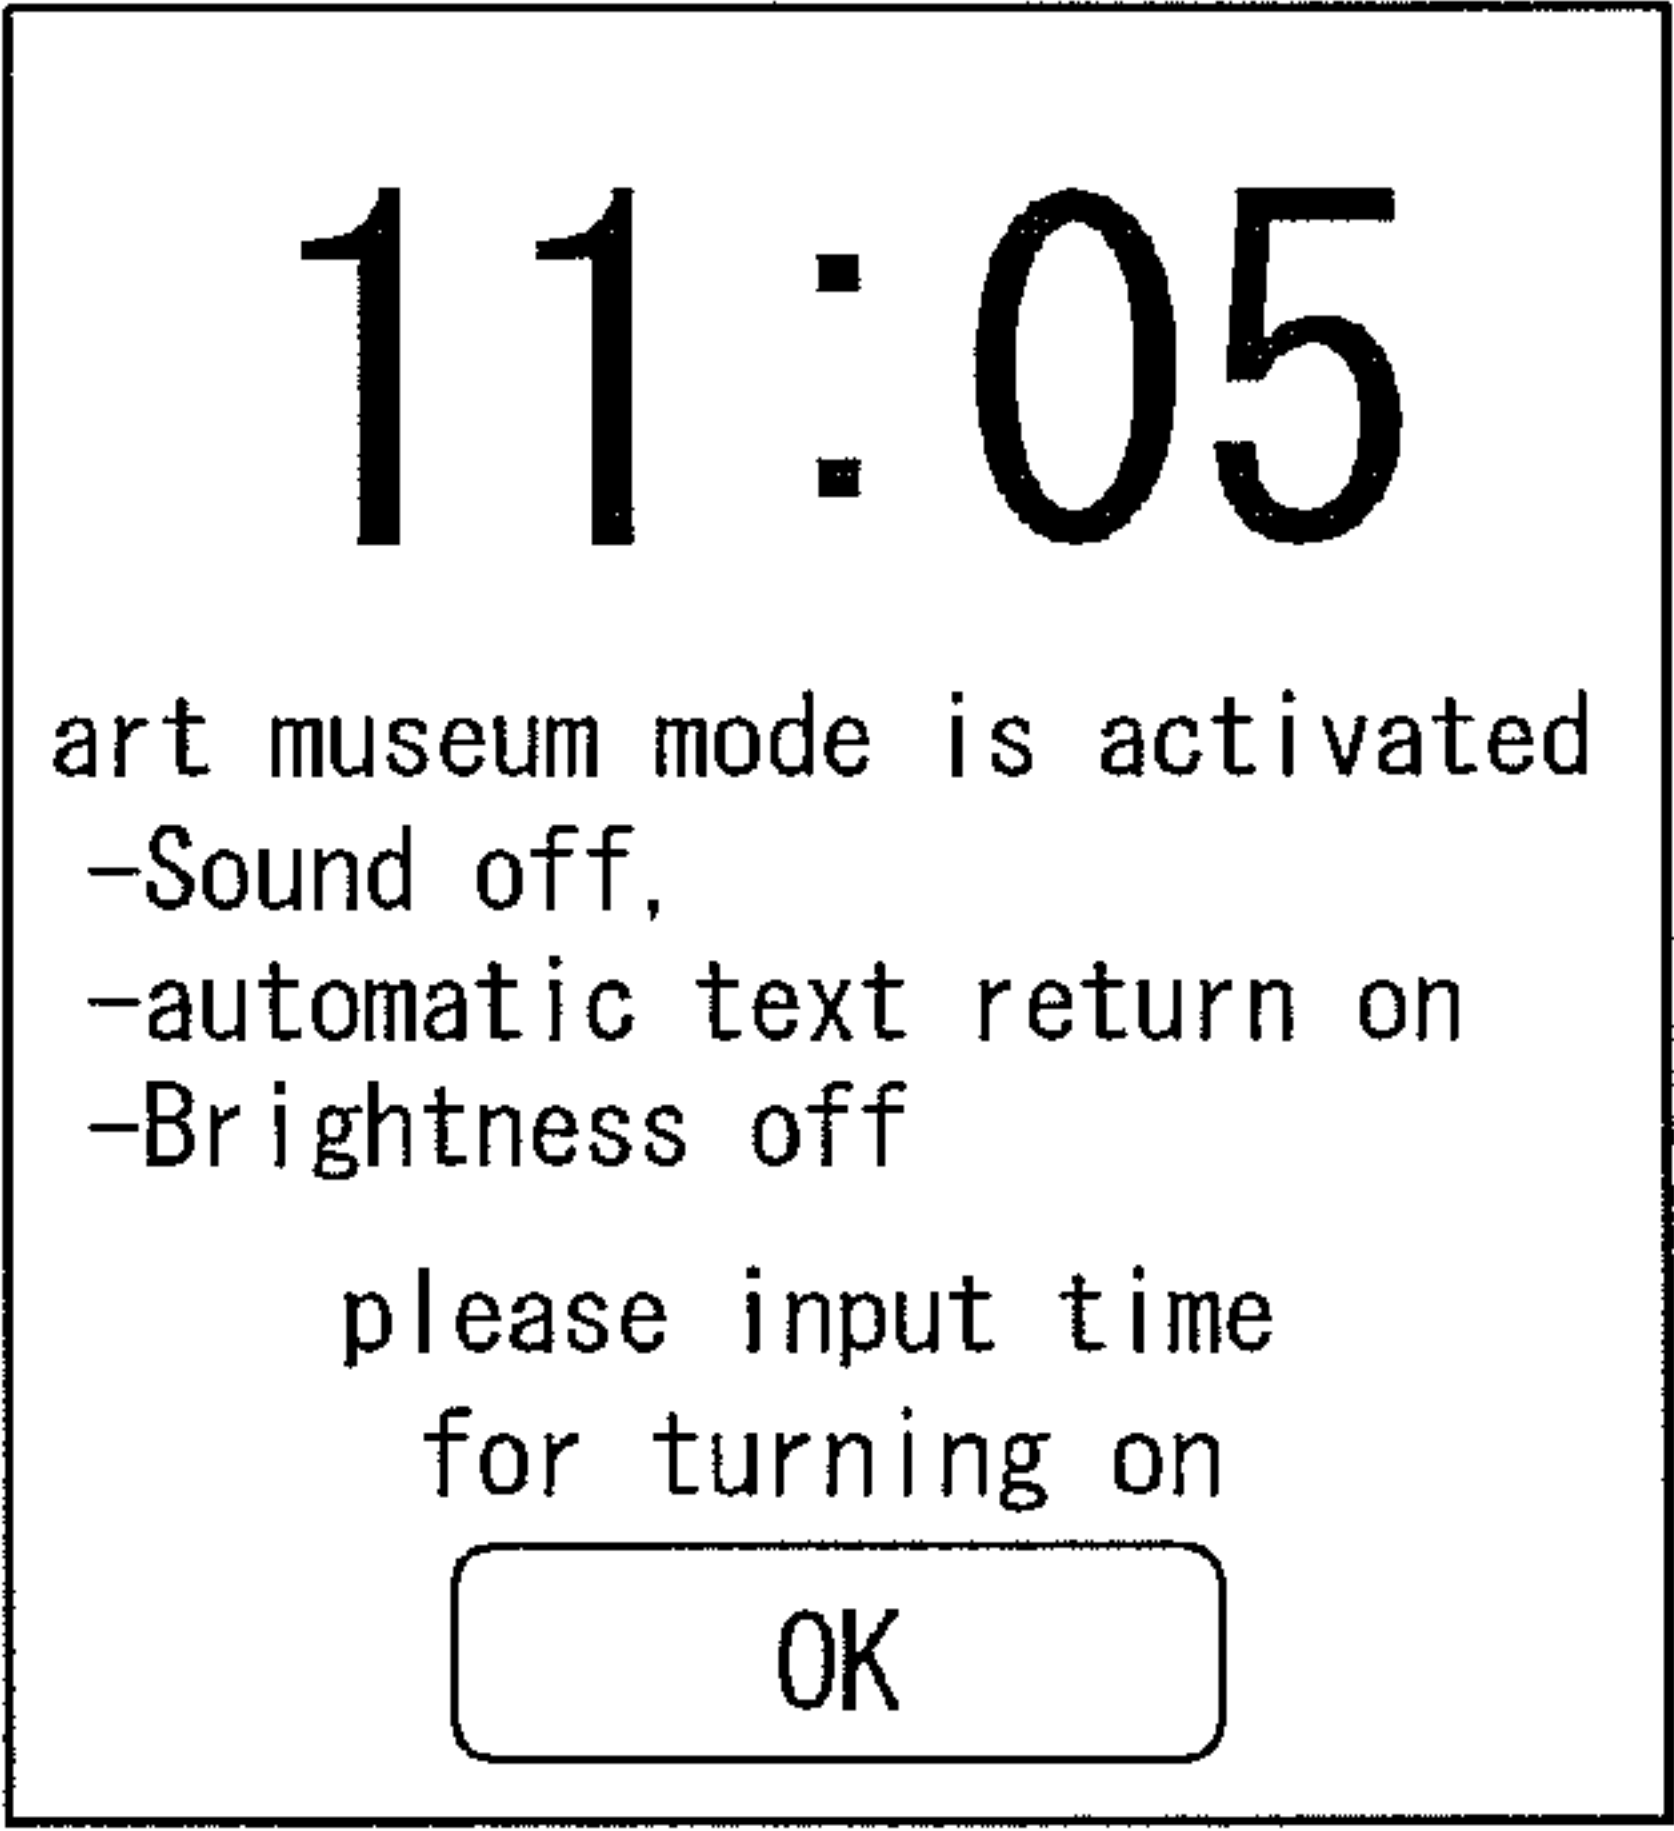 11:05
art museum mode is activated
-Sound off,
-automatic text return on
-Brightness off
please input time
for turning on
OK